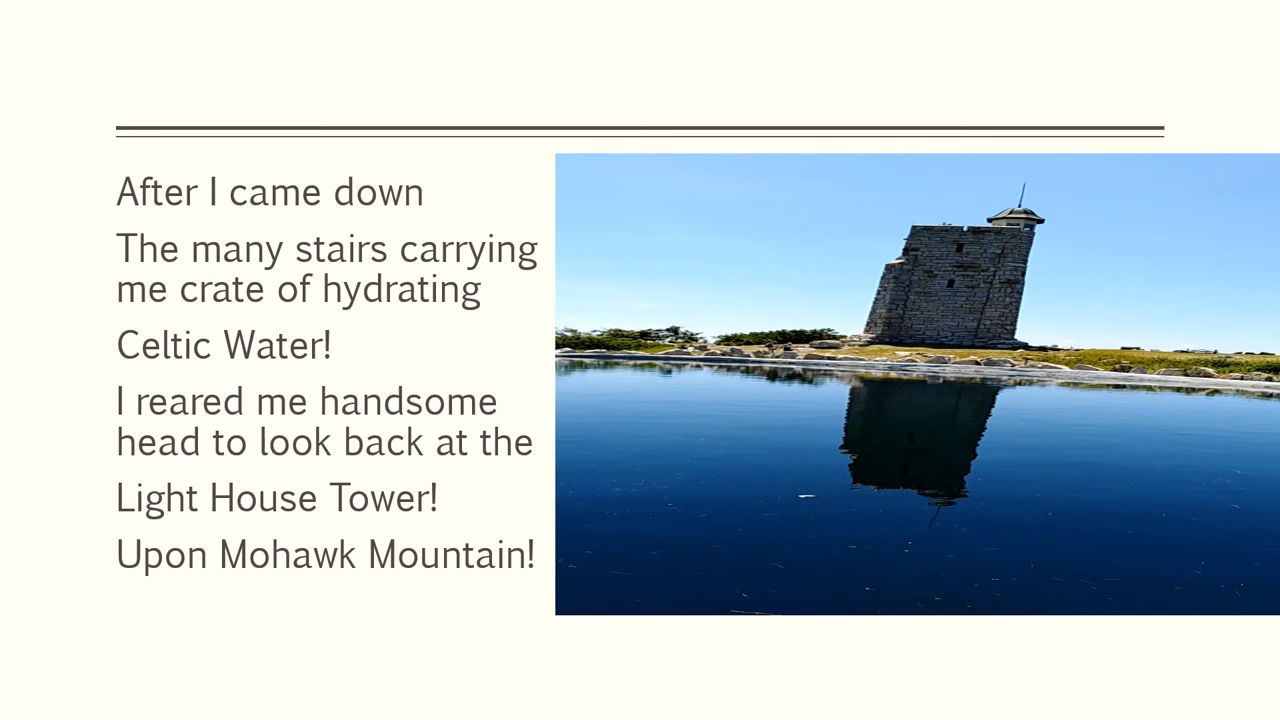 After I came down
The many stairs carrying
me crate of hydrating
Celtic Water!
I reared me handsome
head to look back at the
Light House Tower!
Upon Mohawk Mountain!